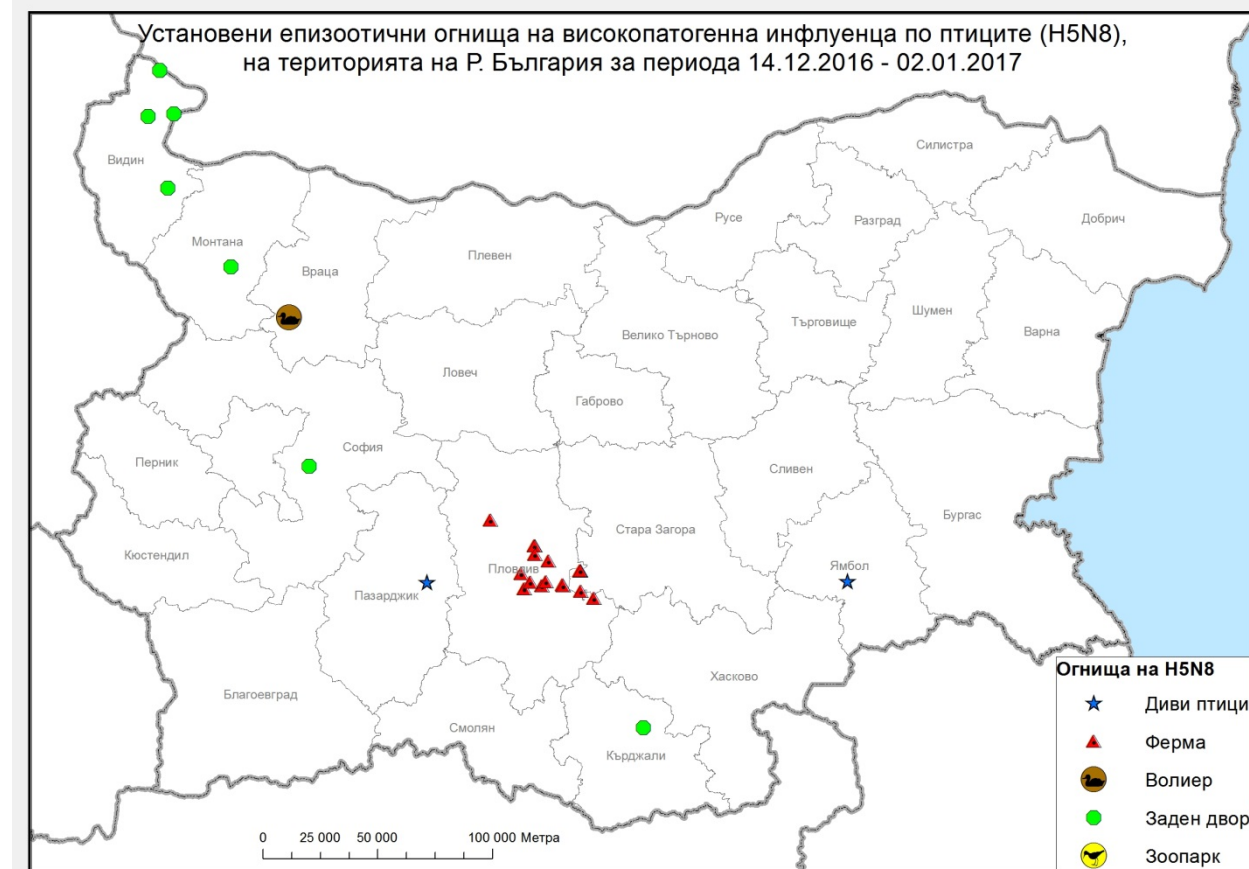 Установени епизоотични огнища на високопатогенна инфлуенца по птиците (H5N8),
на територията на Р. България за периода 14.12.2016 - 02.01.2017
Силистра
Видин
Русе
Разград
Добрич
Монтана
Враца
Плевен
Шумен
Варна
Търговище
Велико Търново
Ловеч
Габрово
София
Перник
Сливен
Бургас
Стара Загора
Кюстендил
Пловдив
Ямбол
Пазарджик
Хасково
Благоевград
Смолян
Кърджали
Огнища на H5N8
Диви птици
Ферма
Волиер
Заден двор
Зоопарк
0 25 000 50 000 100 000 Метра